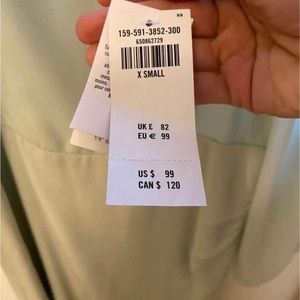 159-591-3852-300
650862729
X SMALL
UK £ 82
EU € 99
US $ 99
CAN $ 120